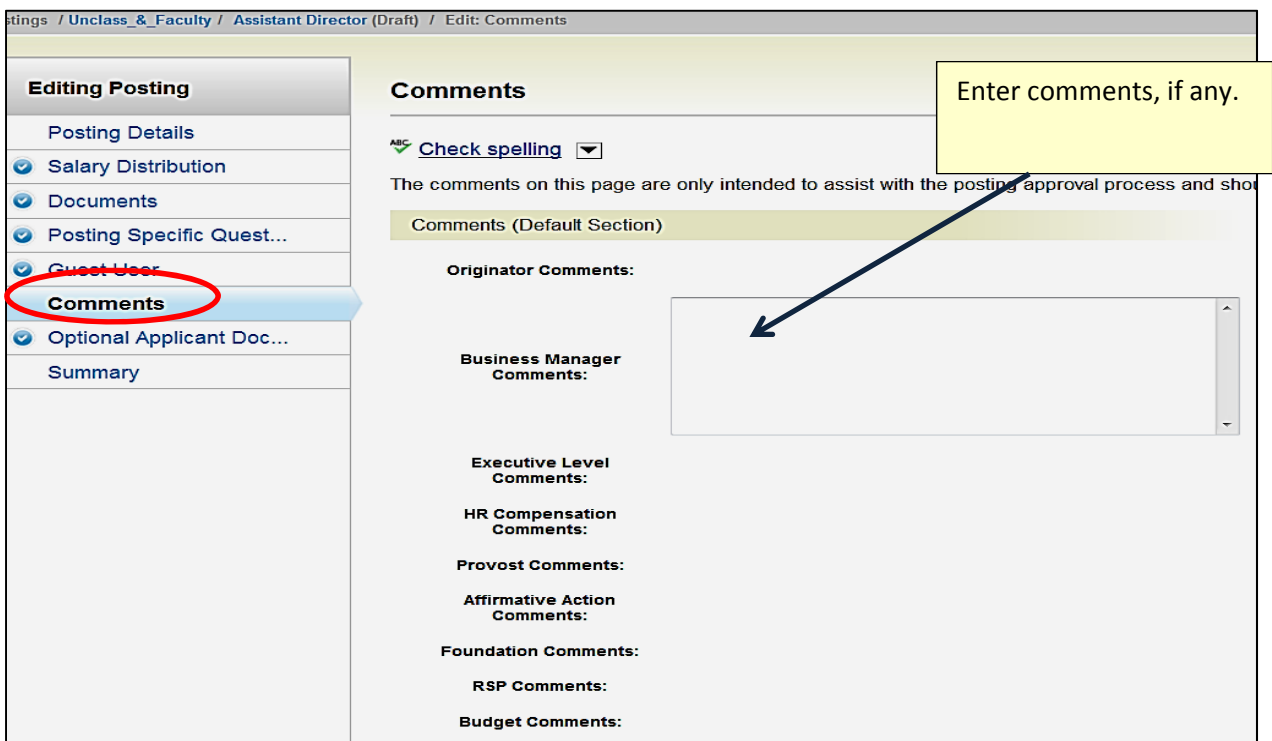 stings / Unclass_&_Faculty / Assistant Director (Draft) / Edit: Comments
Editing Posting
Posting Details
Salary Distribution
Documents
Posting Specific Quest...
Guest User
Comments
Optional Applicant Doc...
Summary
Comments
Enter comments, if any.
ABC Check spelling
The comments on this page are only intended to assist with the posting approval process and shou
Comments (Default Section)
Originator Comments:
Business Manager
Comments:
Executive Level
Comments:
HR Compensation
Comments:
Provost Comments:
Affirmative Action
Comments:
Foundation Comments:
RSP Comments:
Budget Comments: